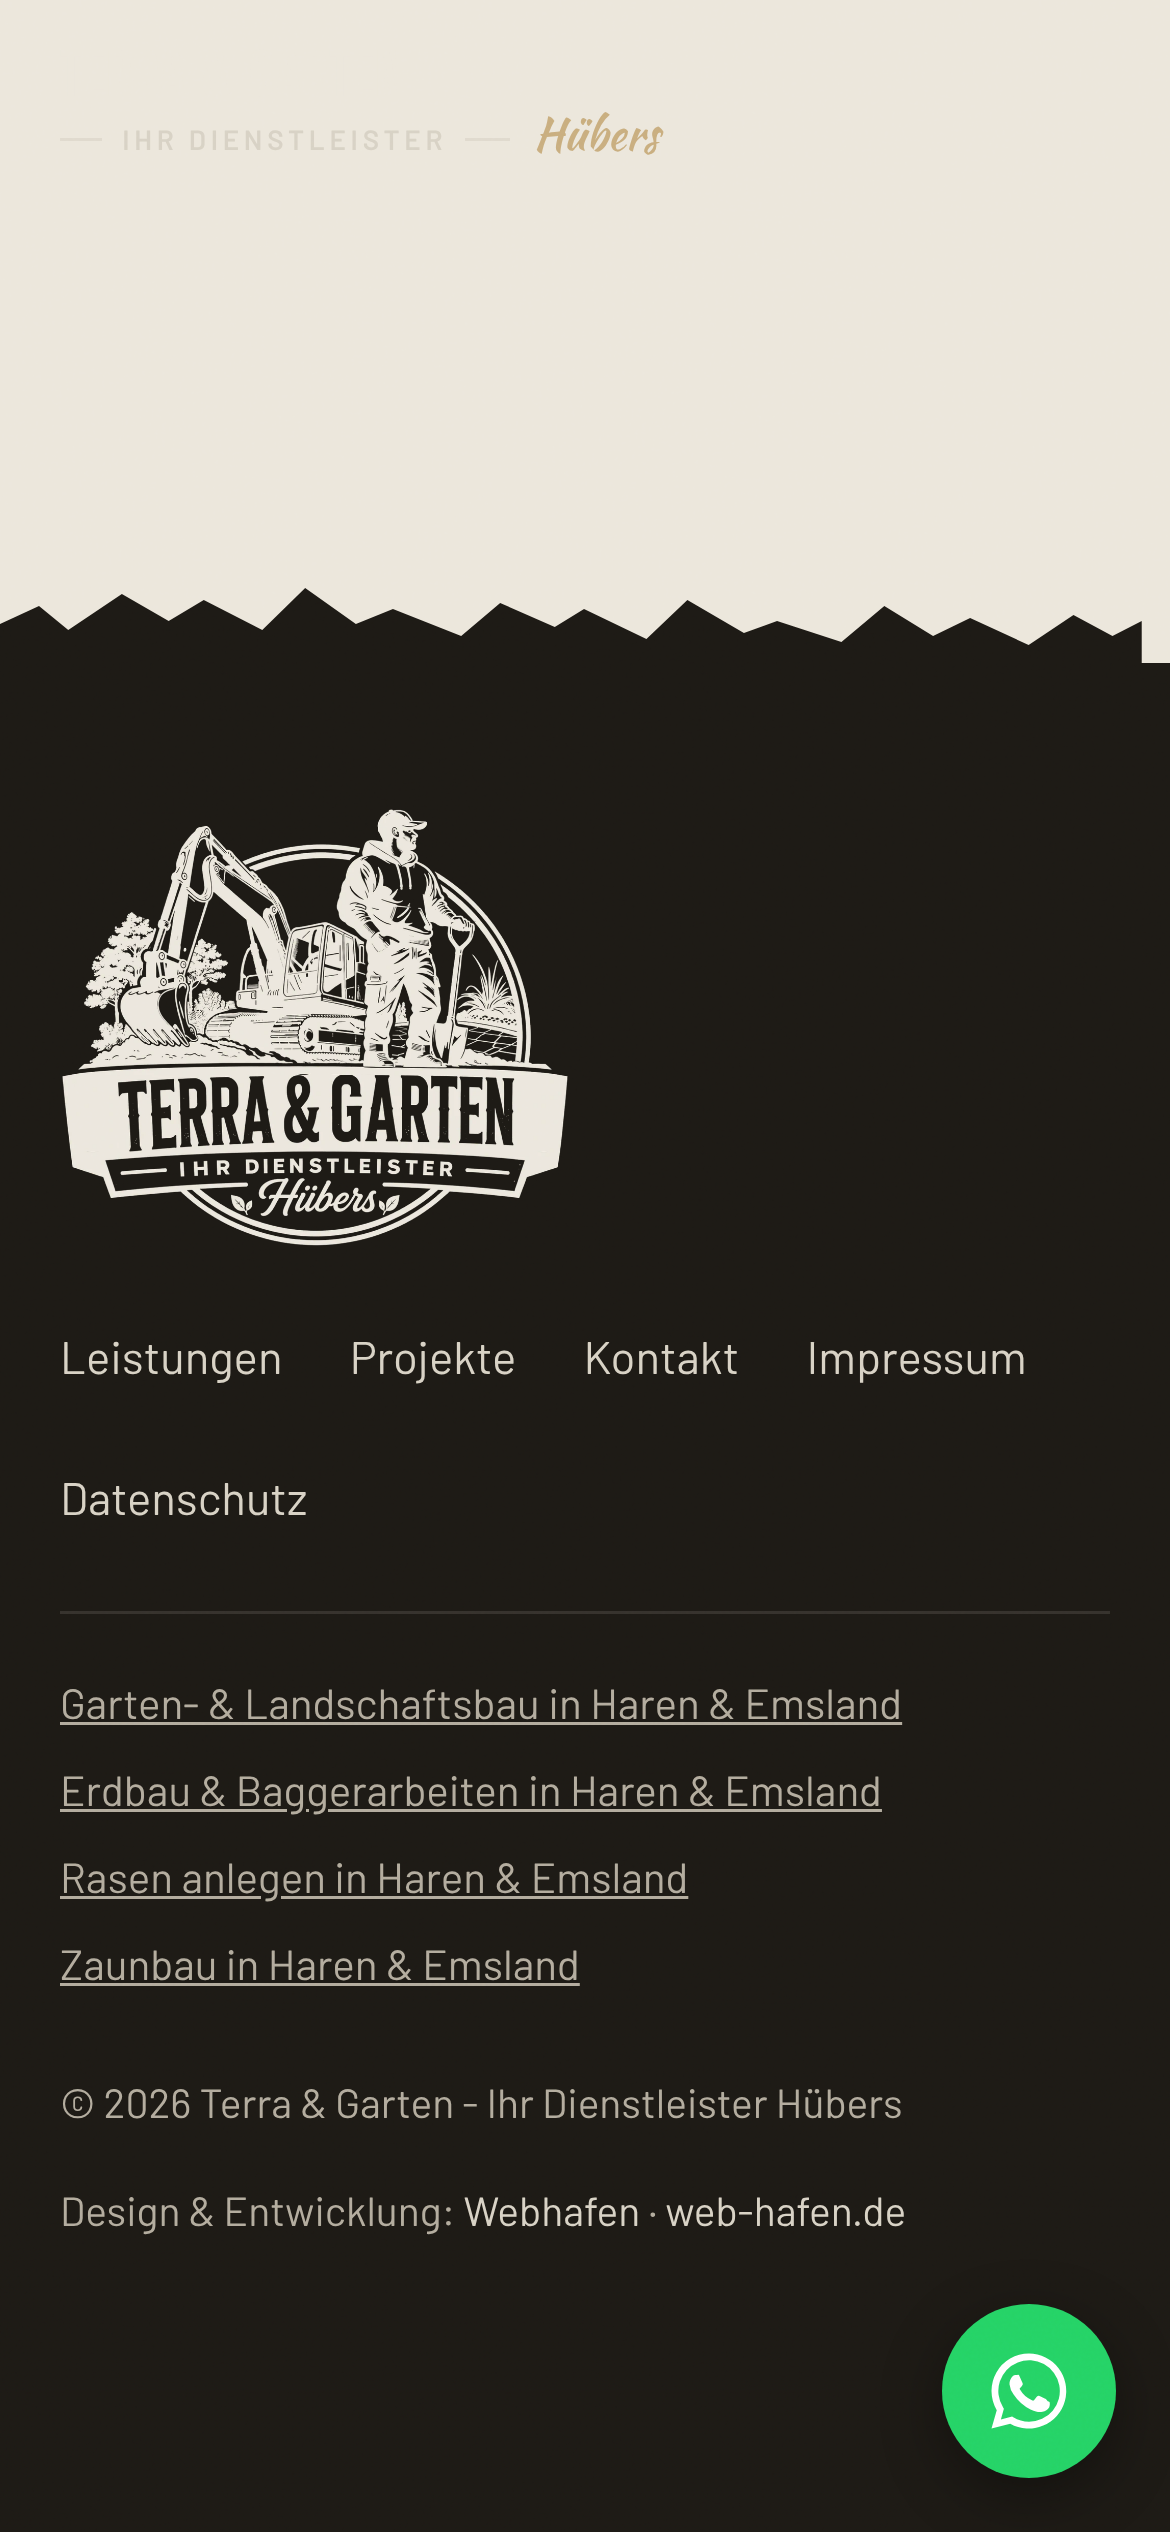 IHR DIENSTLEISTER Hübers
TERRA & GARTEN
IHR DIENSTLEISTER
Hübers
Leistungen Projekte Kontakt Impressum
Datenschutz
Garten- & Landschaftsbau in Haren & Emsland
Erdbau & Baggerarbeiten in Haren & Emsland
Rasen anlegen in Haren & Emsland
Zaunbau in Haren & Emsland
© 2026 Terra & Garten - Ihr Dienstleister Hübers
Design & Entwicklung: Webhafen · web-hafen.de